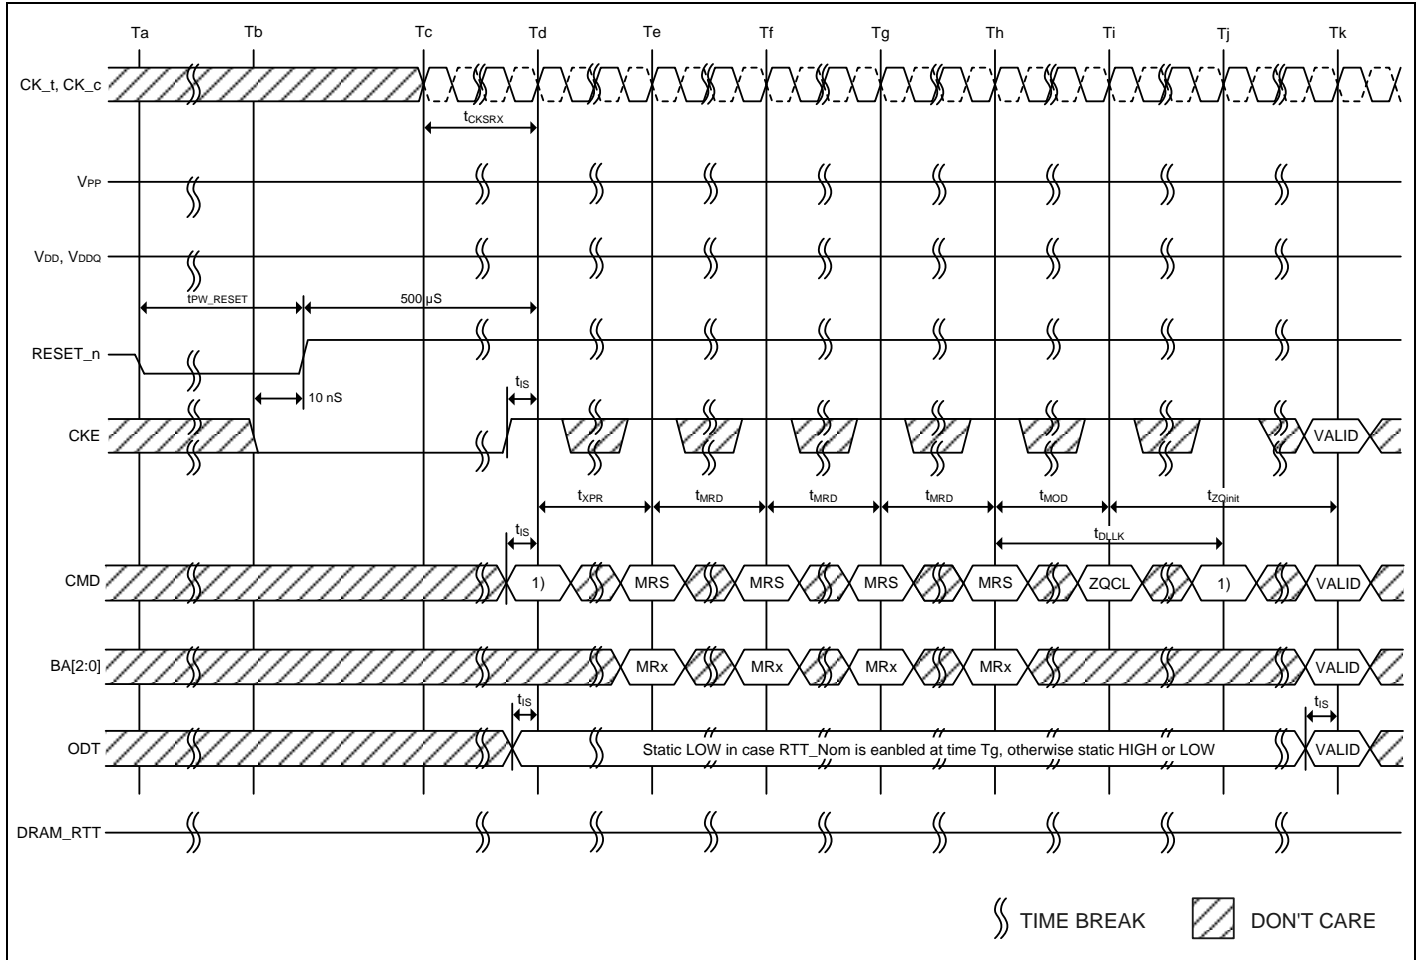 Ta Tb Tc Td Te Tf Tg Th Ti Tj Tk
CK_t, CK_c
tCKSRX
VPP
VDD, VDDQ
tPW_RESET 500 µS
RESET_n
tIS
10 nS
CKE VALID
tXPR tMRD tMRD tMRD tMOD tZQinit
tIS tDLLK
CMD 1) MRS MRS MRS MRS ZQCL 1) VALID
BA[2:0] MRx MRx MRx MRx VALID
tIS tIS
ODT Static LOW in case RTT_Nom is eanbled at time Tg, otherwise static HIGH or LOW VALID
DRAM_RTT
TIME BREAK DON'T CARE